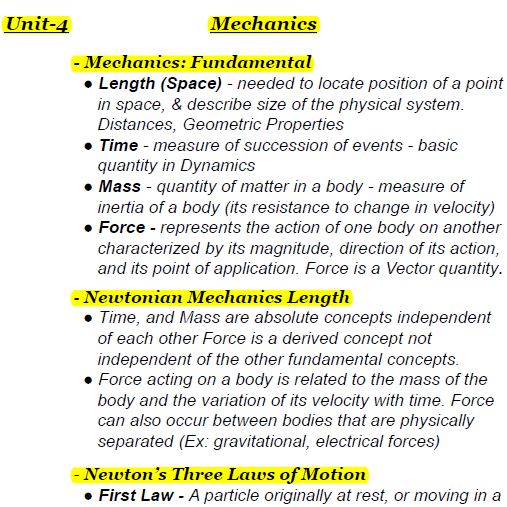 Unit-4 Mechanics
- Mechanics: Fundamental
● Length (Space) - needed to locate position of a point
in space, & describe size of the physical system.
Distances, Geometric Properties
● Time - measure of succession of events - basic
quantity in Dynamics
● Mass - quantity of matter in a body - measure of
inertia of a body (its resistance to change in velocity)
● Force - represents the action of one body on another
characterized by its magnitude, direction of its action,
and its point of application. Force is a Vector quantity.
- Newtonian Mechanics Length
● Time, and Mass are absolute concepts independent
of each other Force is a derived concept not
independent of the other fundamental concepts.
● Force acting on a body is related to the mass of the
body and the variation of its velocity with time. Force
can also occur between bodies that are physically
separated (Ex: gravitational, electrical forces)
- Newton's Three Laws of Motion
● First Law - A particle originally at rest, or moving in a